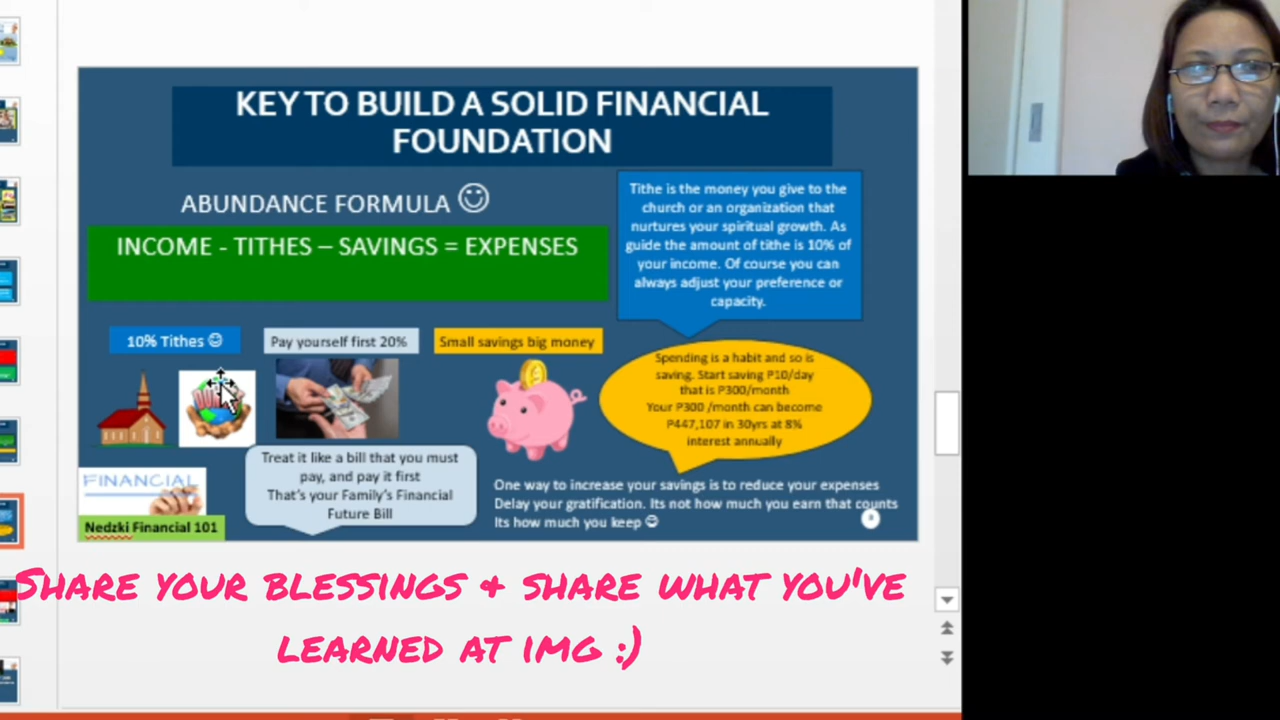 KEY TO BUILD A SOLID FINANCIAL
FOUNDATION
ABUNDANCE FORMULA ☺
INCOME - TITHES – SAVINGS = EXPENSES
Tithe is the money you give to the
church or an organization that
nurtures your spiritual growth. As
guide the amount of tithe is 10% of
your income. Of course you can
always adjust your preference or
capacity.
10% Tithes ☺
Pay yourself first 20%
Small savings big money
Spending is a habit and so is
saving. Start saving P10/day
that is P300/month
Your P300 /month can become
P447,107 in 30yrs at 8%
interest annually
Treat it like a bill that you must
pay, and pay it first
That's your Family's Financial
Future Bill
FINANCIAL
Nedzki Financial 101
One way to increase your savings is to reduce your expenses
Delay your gratification. Its not how much you earn that counts
Its how much you keep ☺
SHARE YOUR BLESSINGS & SHARE WHAT YOU'VE
LEARNED AT IMG :)